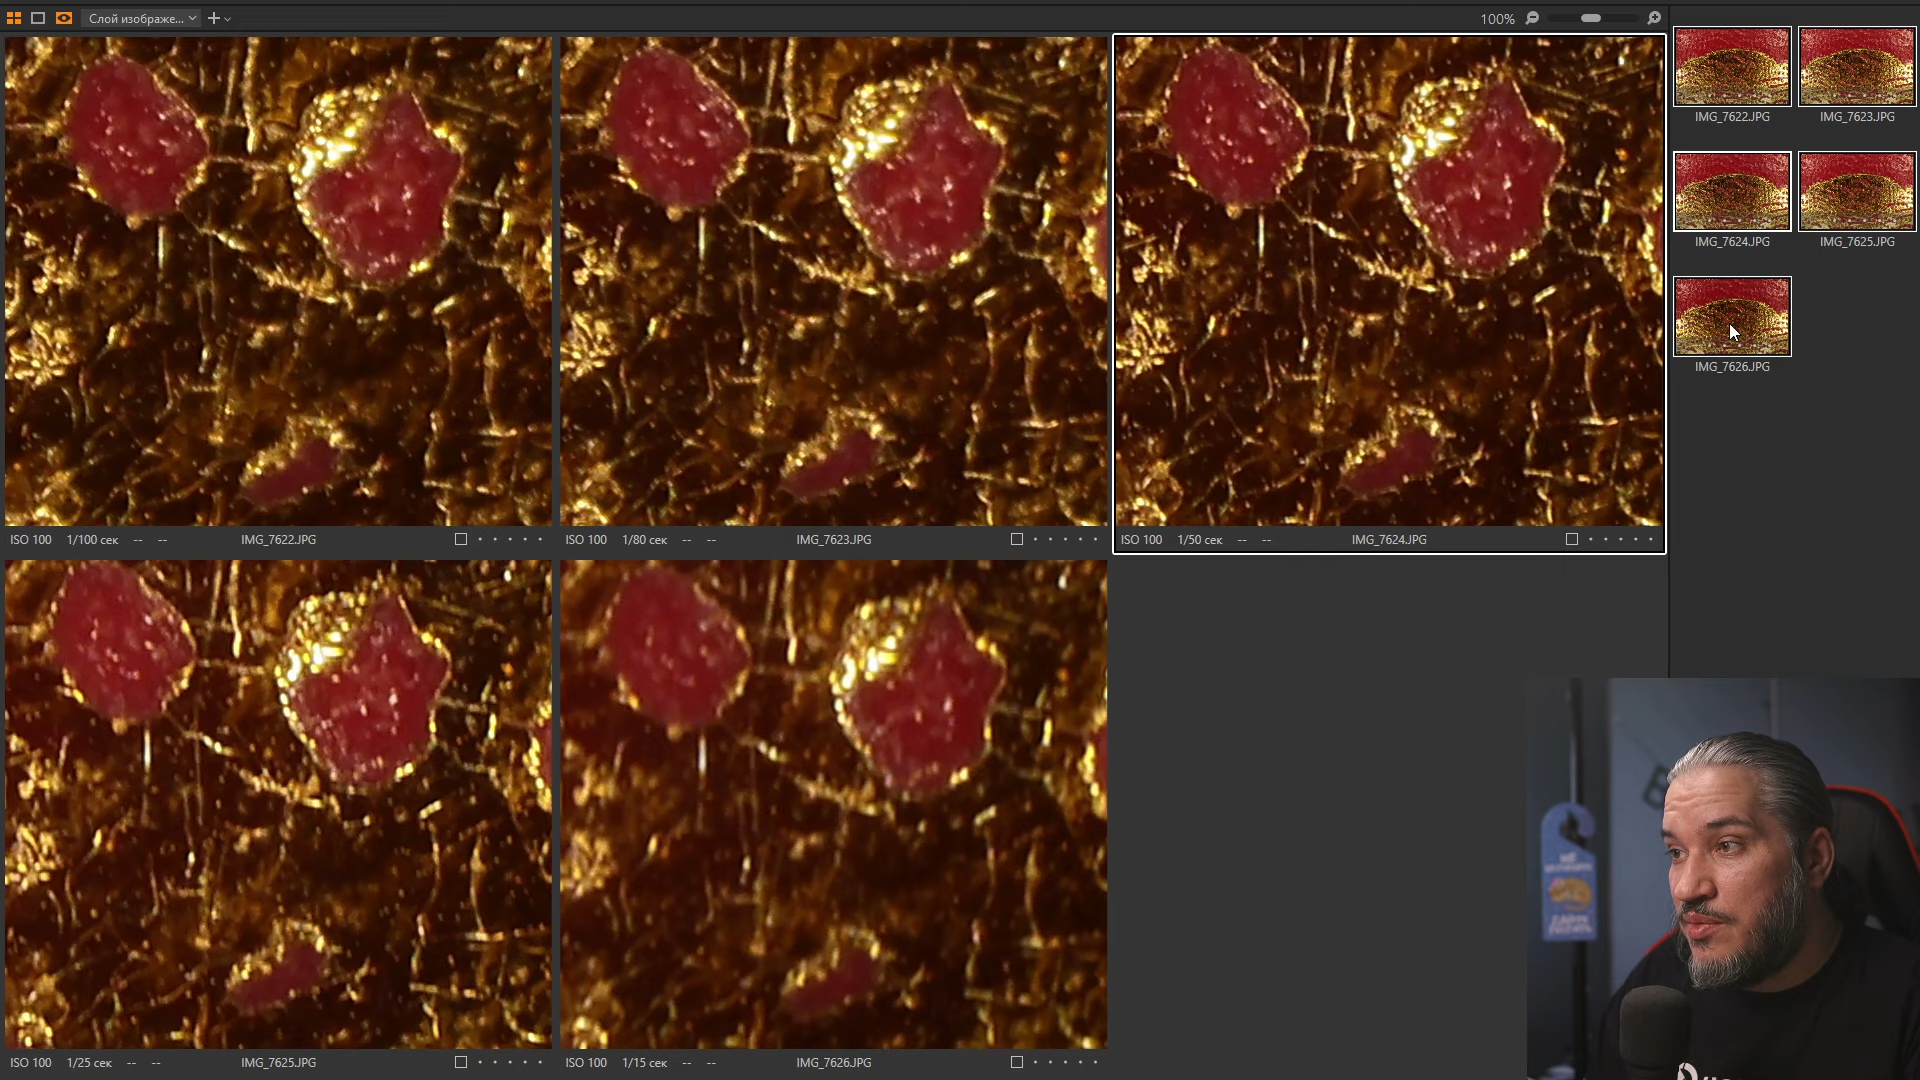 Слой изображе...
100%
IMG_7622.JPG
IMG_7623.JPG
IMG_7624.JPG
IMG_7625.JPG
IMG_7626.JPG
ISO 100 1/100 сек -- -- IMG_7622.JPG
ISO 100 1/80 сек -- -- IMG_7623.JPG
ISO 100 1/50 сек -- -- IMG_7624.JPG
ISO 100 1/25 сек -- -- IMG_7625.JPG
ISO 100 1/15 сек -- -- IMG_7626.JPG